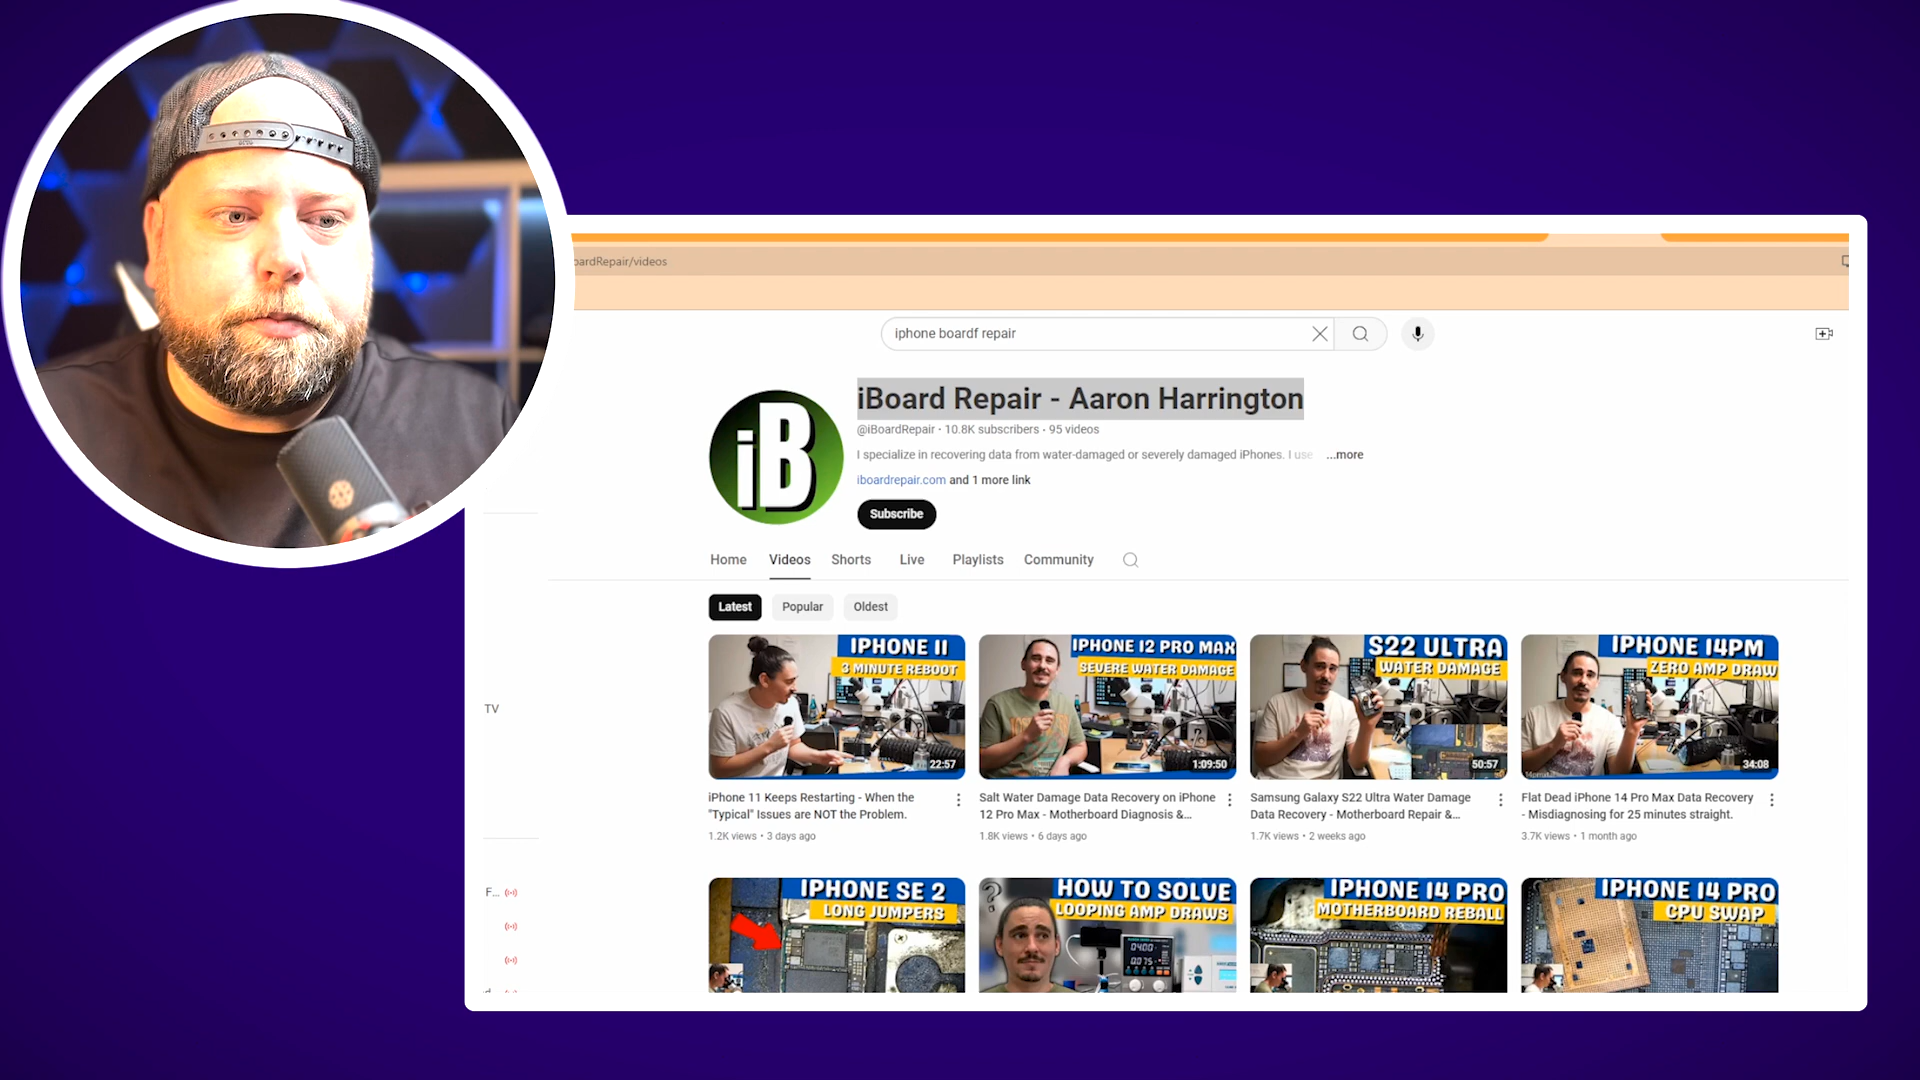 oardRepair/videos
iphone boardf repair
iB
iBoard Repair - Aaron Harrington
@iBoardRepair · 10.8K subscribers · 95 videos
I specialize in recovering data from water-damaged or severely damaged iPhones. I use ...more
iboardrepair.com and 1 more link
Subscribe
Home Videos Shorts Live Playlists Community
Latest Popular Oldest
TV
F...
IPHONE 11
3 MINUTE REBOOT
22:57
iPhone 11 Keeps Restarting - When the
"Typical" Issues are NOT the Problem.
1.2K views • 3 days ago
IPHONE 12 PRO MAX
SEVERE WATER DAMAGE
1:09:50
Salt Water Damage Data Recovery on iPhone
12 Pro Max - Motherboard Diagnosis &...
1.8K views • 6 days ago
S22 ULTRA
WATER DAMAGE
50:57
Samsung Galaxy S22 Ultra Water Damage
Data Recovery - Motherboard Repair &...
1.7K views • 2 weeks ago
IPHONE 14PM
ZERO AMP DRAW
34:08
Flat Dead iPhone 14 Pro Max Data Recovery
- Misdiagnosing for 25 minutes straight.
3.7K views • 1 month ago
IPHONE SE 2
LONG JUMPERS
HOW TO SOLVE
LOOPING AMP DRAWS
04.00
0.075
IPHONE 14 PRO
MOTHERBOARD REBALL
IPHONE 14 PRO
CPU SWAP